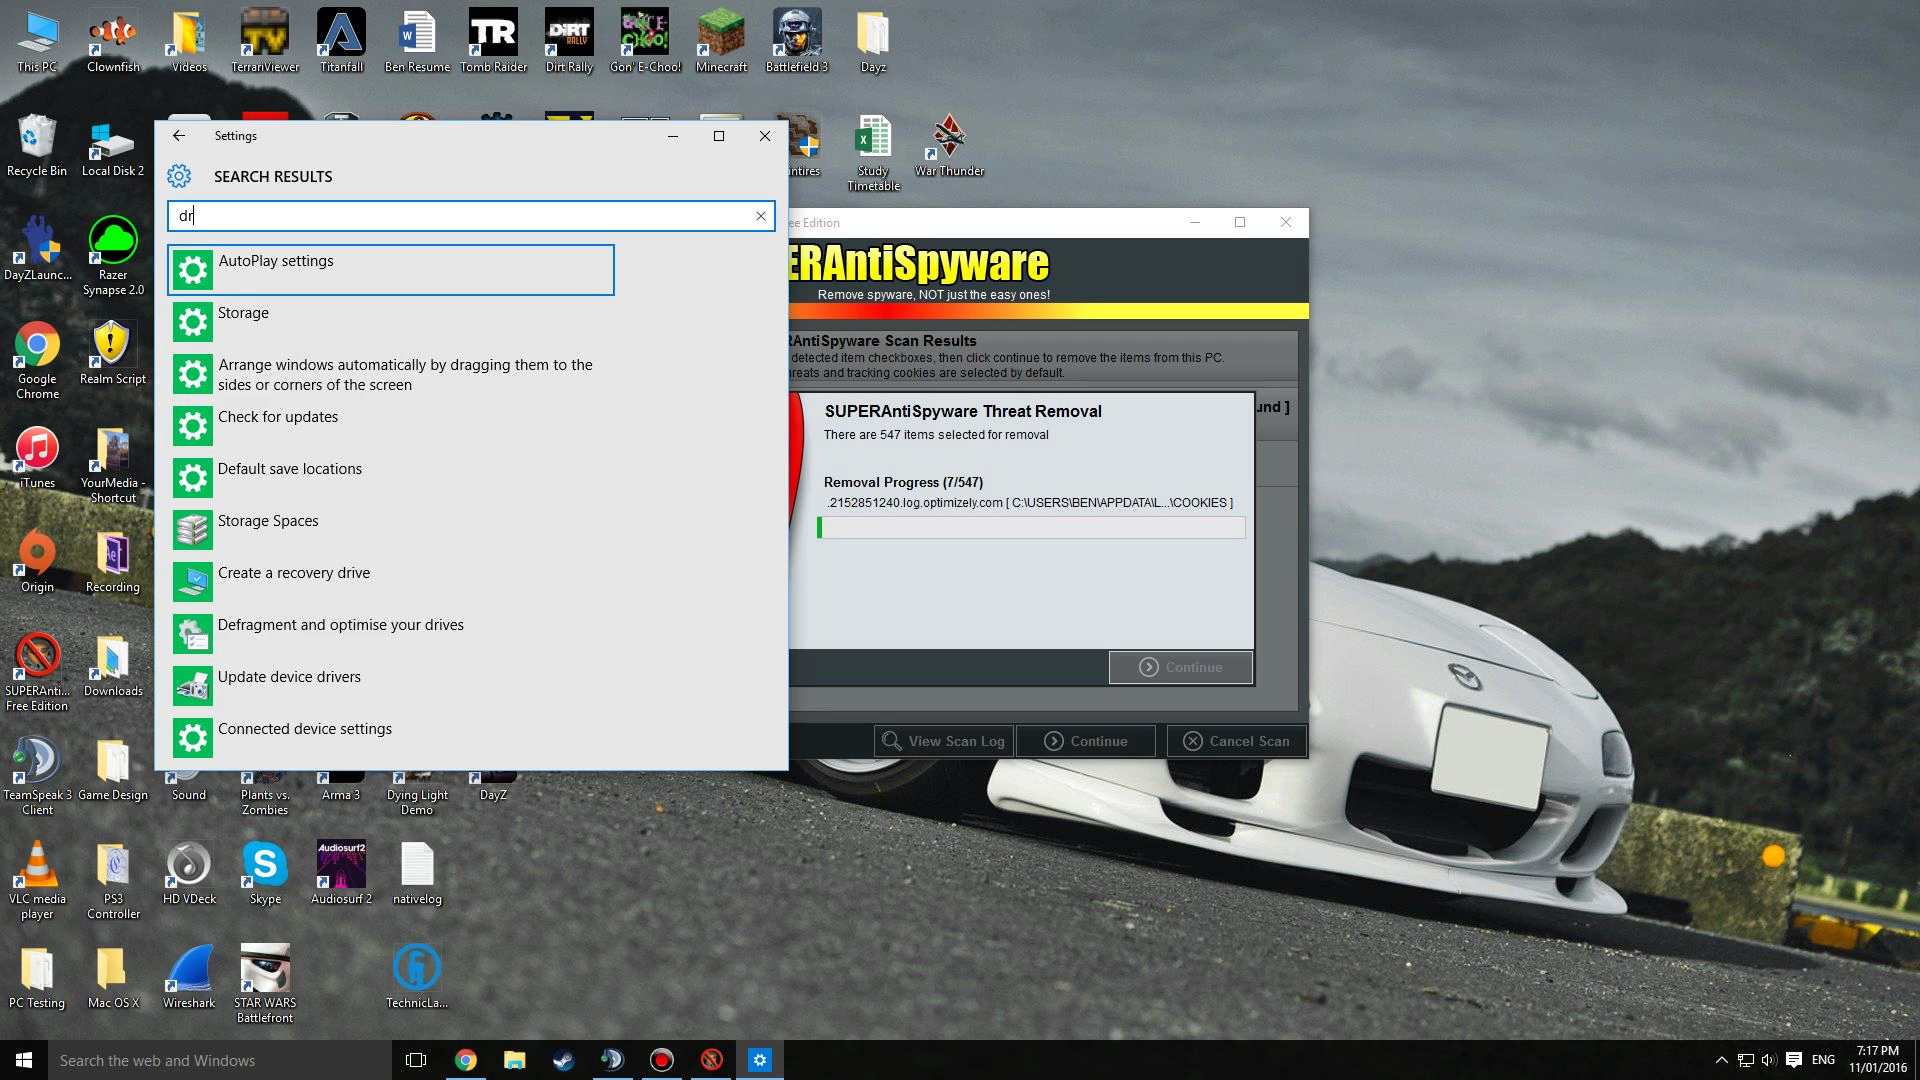 This PC
Clownfish
Videos
TerrariViewer
Titanfall
Ben Resume
Tomb Raider
Dirt Rally
Gon' E-Choo!
Minecraft
Battlefield 3
Dayz
Recycle Bin
Local Disk 2
intires
Study
Timetable
War Thunder
DayZLaunc...
Razer
Synapse 2.0
Google
Chrome
Realm Script
iTunes
YourMedia -
Shortcut
Origin
Recording
SUPERAnti...
Free Edition
Downloads
TeamSpeak 3
Client
Game Design
Sound
Plants vs.
Zombies
Arma 3
Dying Light
Demo
DayZ
VLC media
player
PS3
Controller
HD VDeck
Skype
Audiosurf 2
nativelog
PC Testing
Mac OS X
Wireshark
STAR WARS
Battlefront
TechnicLa...
TV
TR
DiRT
RALLY
Audiosurf2
Ae
Settings
SEARCH RESULTS
dr
AutoPlay settings
Storage
Arrange windows automatically by dragging them to the
sides or corners of the screen
Check for updates
Default save locations
Storage Spaces
Create a recovery drive
Defragment and optimise your drives
Update device drivers
Connected device settings
ee Edition
ERAntiSpyware
Remove spyware, NOT just the easy ones!
RAntiSpyware Scan Results
detected item checkboxes, then click continue to remove the items from this PC.
reats and tracking cookies are selected by default.
und ]
SUPERAntiSpyware Threat Removal
There are 547 items selected for removal
Removal Progress (7/547)
.2152851240.log.optimizely.com [ C:\USERS\BEN\APPDATA\L...\COOKIES ]
Continue
View Scan Log
Continue
Cancel Scan
Search the web and Windows
ENG
7:17 PM
11/01/2016